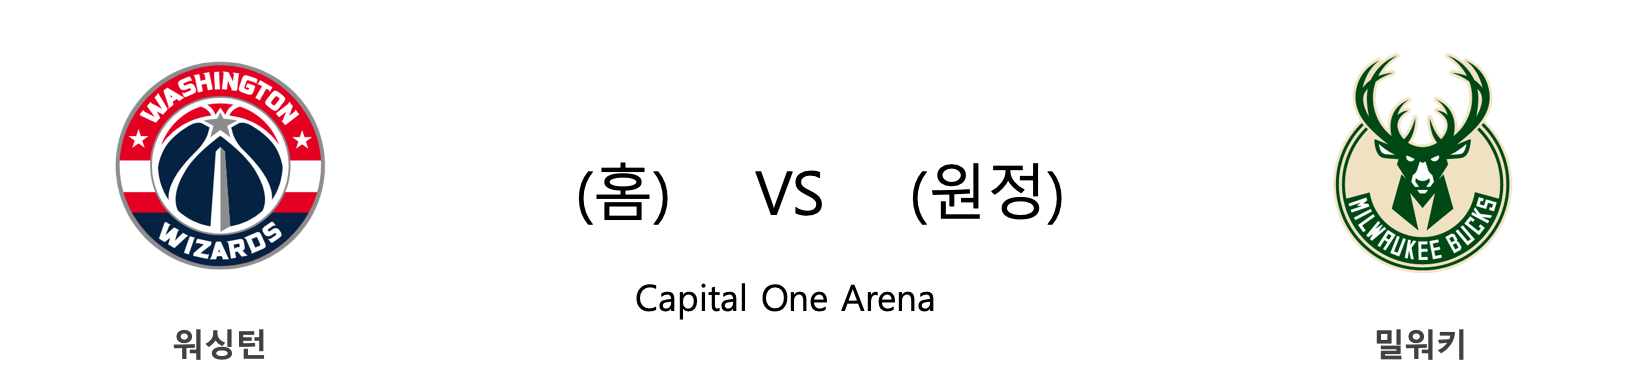 WASHINGTON
WIZARDS
(홈) VS (원정)
MILWAUKEE BUCKS
Capital One Arena
워싱턴
밀워키